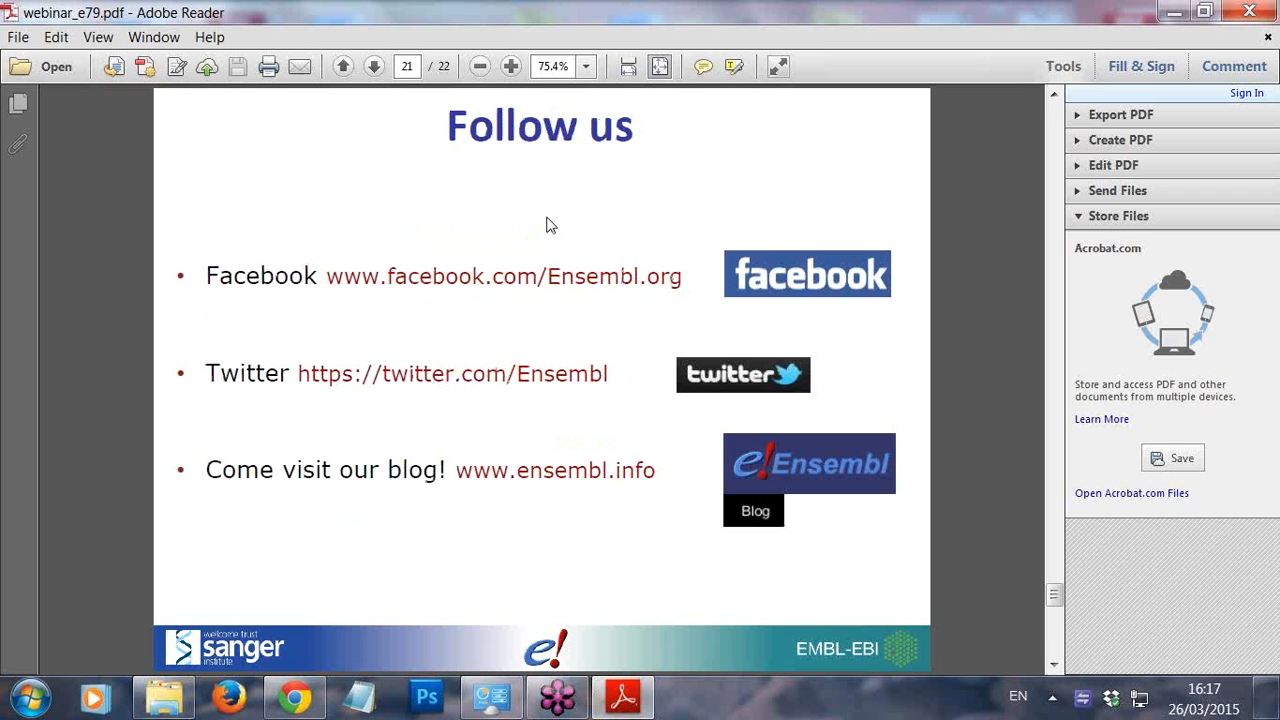 webinar_e79.pdf - Adobe Reader
File Edit View Window Help
Open 21 / 22 75.4% Tools Fill & Sign Comment
Sign In
Export PDF
Create PDF
Edit PDF
Send Files
Store Files
Acrobat.com
Store and access PDF and other
documents from multiple devices.
Learn More
Save
Open Acrobat.com Files
Follow us
• Facebook www.facebook.com/Ensembl.org
facebook
• Twitter https://twitter.com/Ensembl
twitter
• Come visit our blog! www.ensembl.info
e!Ensembl
Blog
wellcome trust
sanger
institute
e!
EMBL-EBI
Ps
EN
16:17
26/03/2015